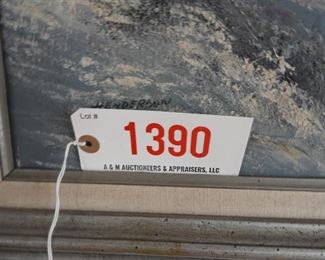 HENDERSON
Lot #
1390
A & M AUCTIONEERS & APPRAISERS, LLC